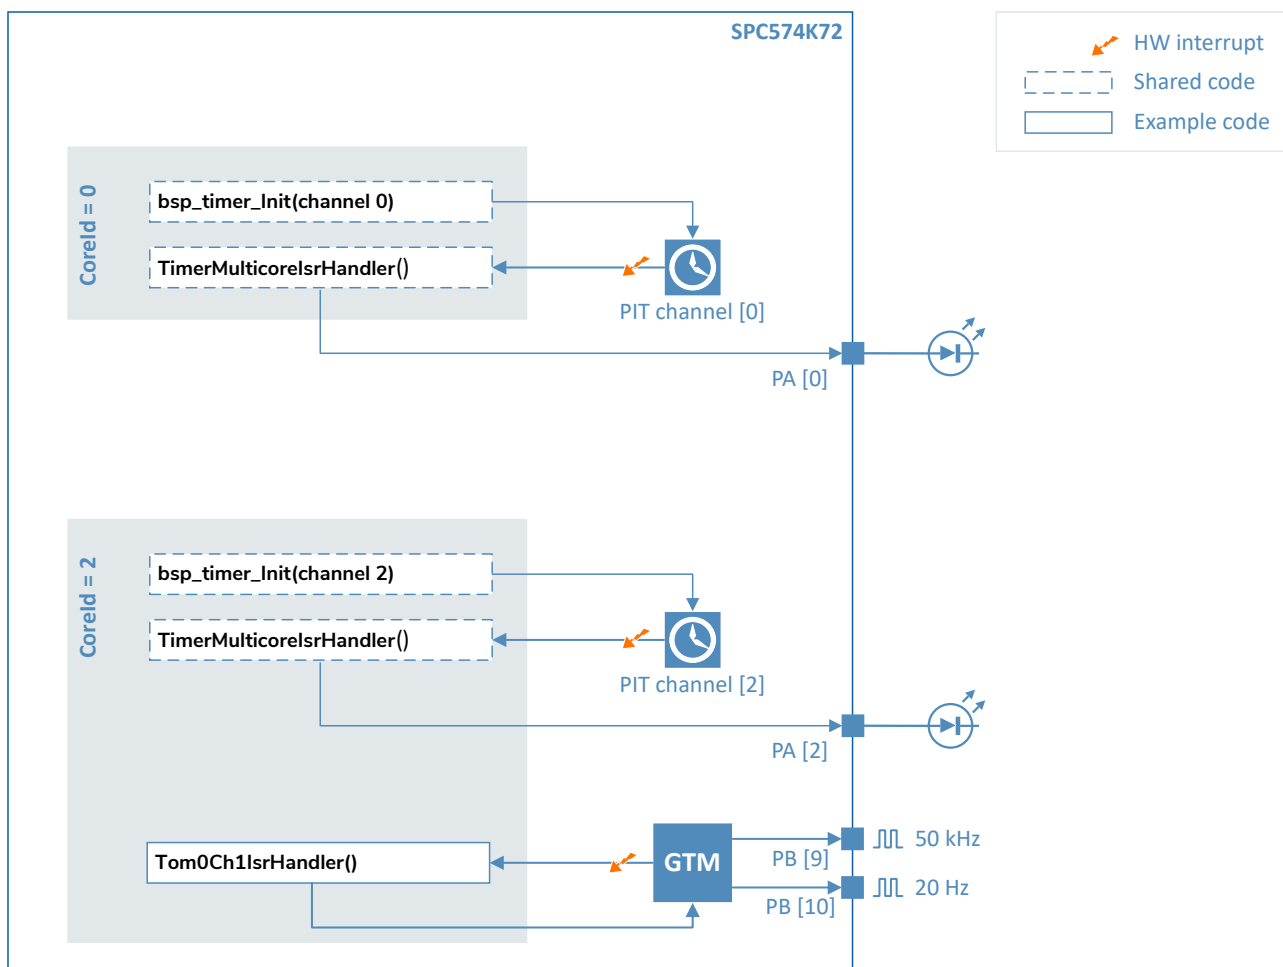 SPC574K72
HW interrupt
Shared code
Example code
CoreId = 0
bsp_timer_Init(channel 0)
TimerMulticoreIsrHandler()
PIT channel [0]
PA [0]
CoreId = 2
bsp_timer_Init(channel 2)
TimerMulticoreIsrHandler()
PIT channel [2]
PA [2]
Tom0Ch1IsrHandler()
GTM
PB [9]
50 kHz
PB [10]
20 Hz